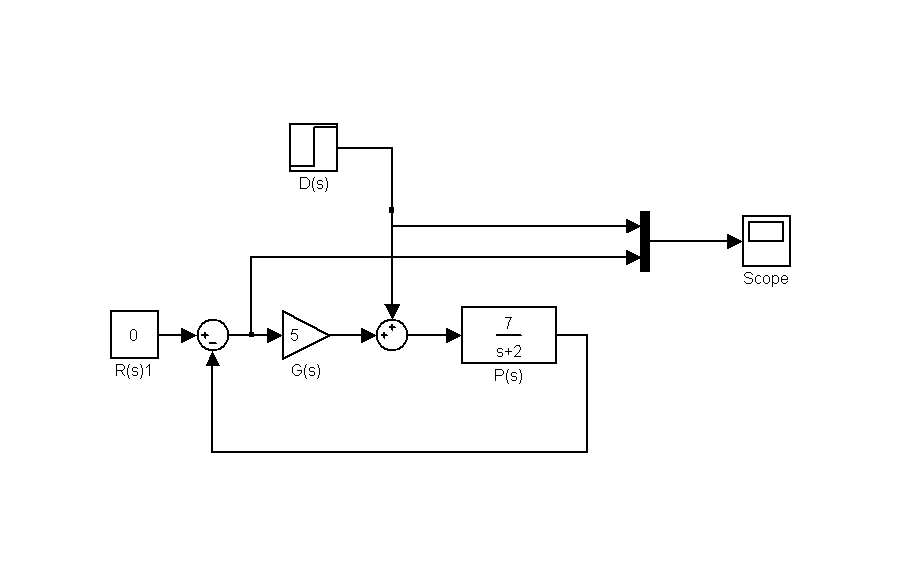 D(s)
Scope
0
+
−
5
+
+
7
s+2
R(s)1
G(s)
P(s)